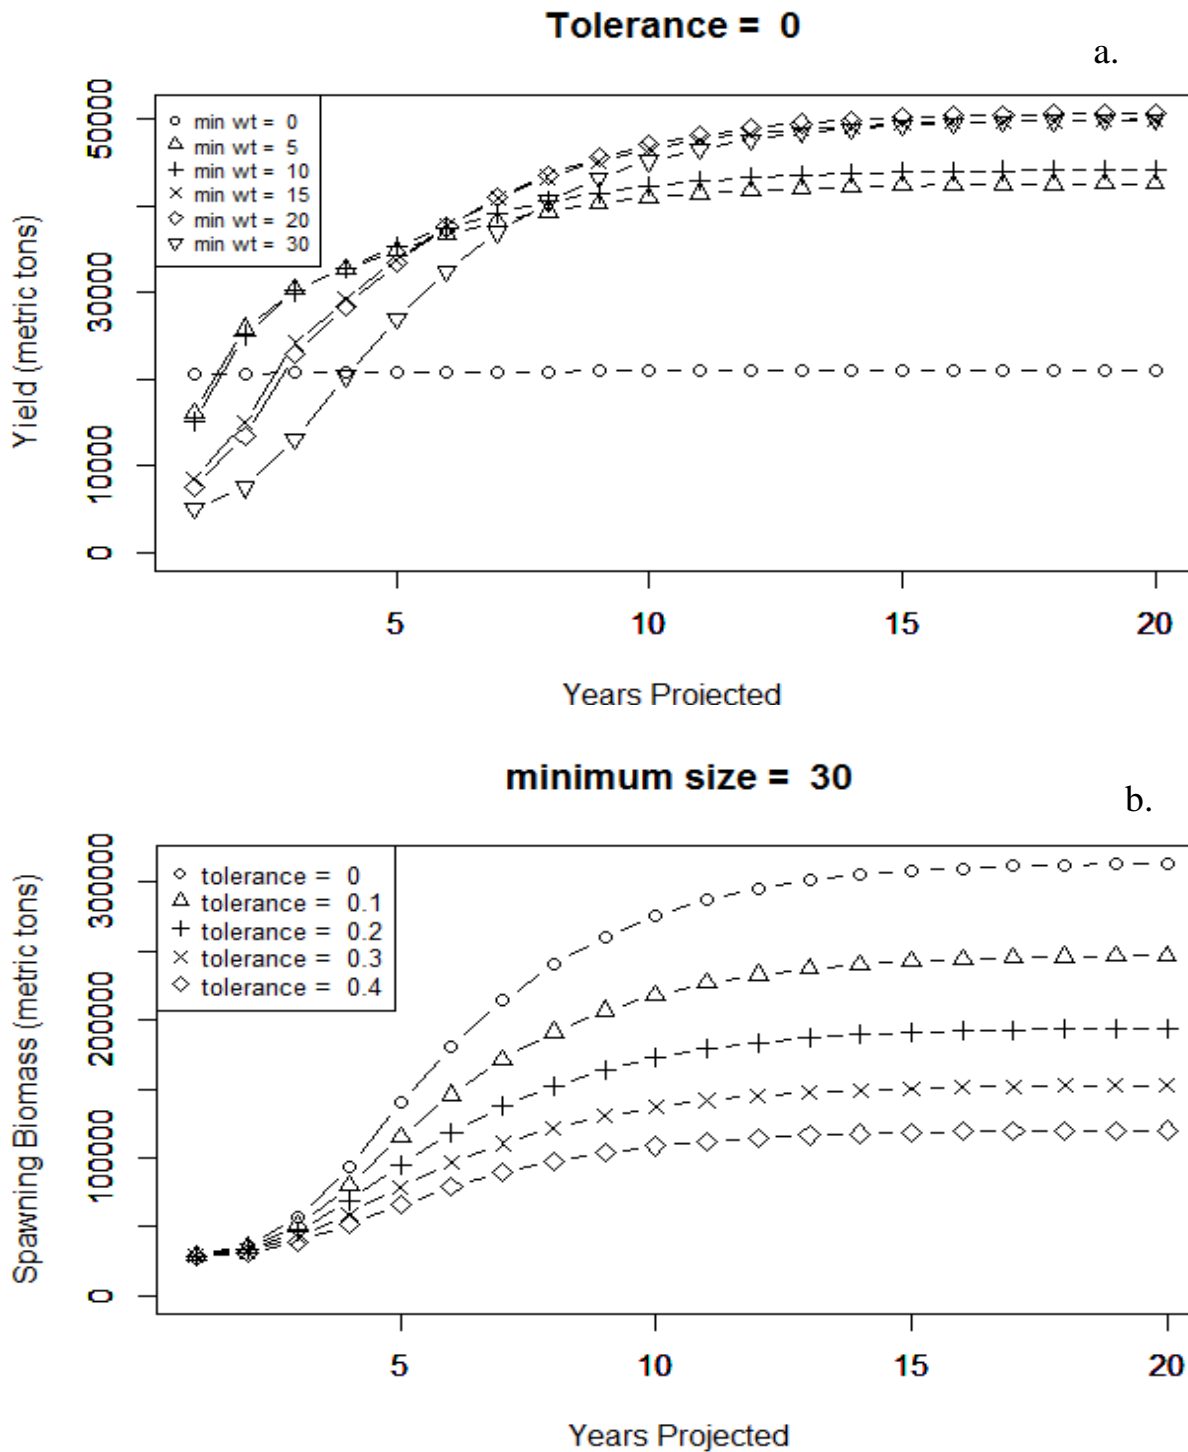 Tolerance = 0
a.
50000
30000
10000
0
Yield (metric tons)
min wt = 0
min wt = 5
min wt = 10
min wt = 15
min wt = 20
min wt = 30
5
10
15
20
Years Projected
minimum size = 30
b.
300000
200000
100000
0
Spawning Biomass (metric tons)
tolerance = 0
tolerance = 0.1
tolerance = 0.2
tolerance = 0.3
tolerance = 0.4
5
10
15
20
Years Projected